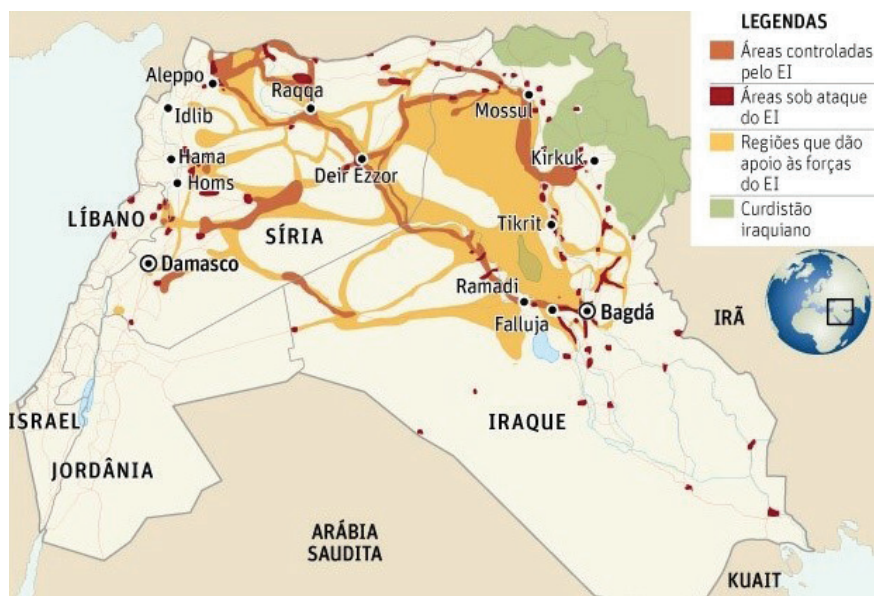 LEGENDAS
Áreas controladas
pelo EI
Áreas sob ataque
do EI
Regiões que dão
apoio às forças
do EI
Curdistão
iraquiano
Aleppo
Raqqa
Mossul
Idlib
Hama
Deir Ezzor
Kirkuk
Homs
LÍBANO
SÍRIA
Tikrit
Damasco
Ramadi
Bagdá
Falluja
IRÃ
ISRAEL
IRAQUE
JORDÂNIA
ARÁBIA
SAUDITA
KUAIT